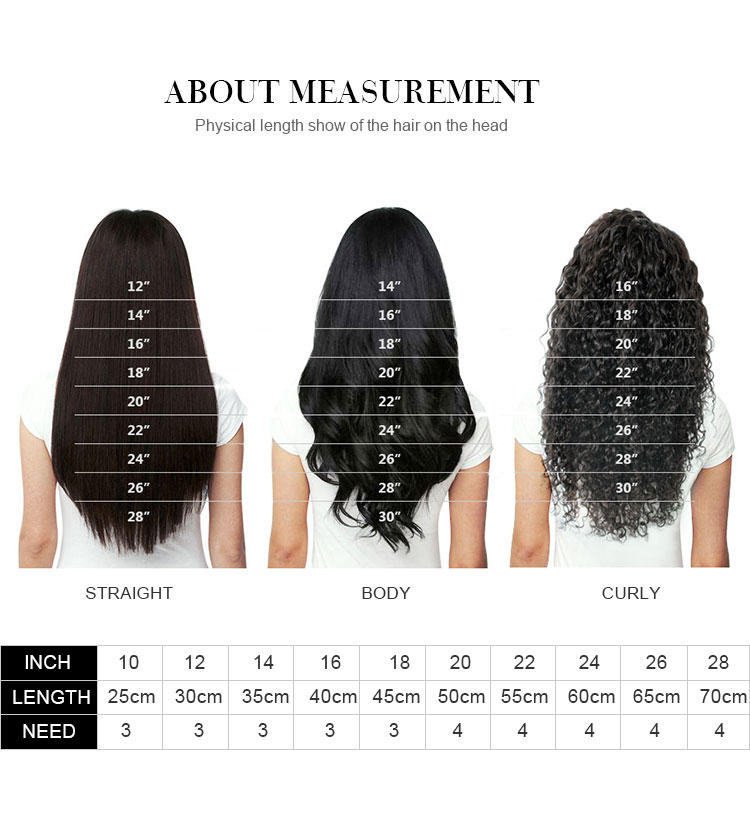 ABOUT MEASUREMENT
Physical length show of the hair on the head
12” 14” 16”
14” 16” 18”
16” 18” 20”
18” 20” 22”
20” 22” 24”
22” 24” 26”
24” 26” 28”
26” 28” 30”
28” 30”
STRAIGHT BODY CURLY
INCH 10 12 14 16 18 20 22 24 26 28
LENGTH 25cm 30cm 35cm 40cm 45cm 50cm 55cm 60cm 65cm 70cm
NEED 3 3 3 3 3 4 4 4 4 4